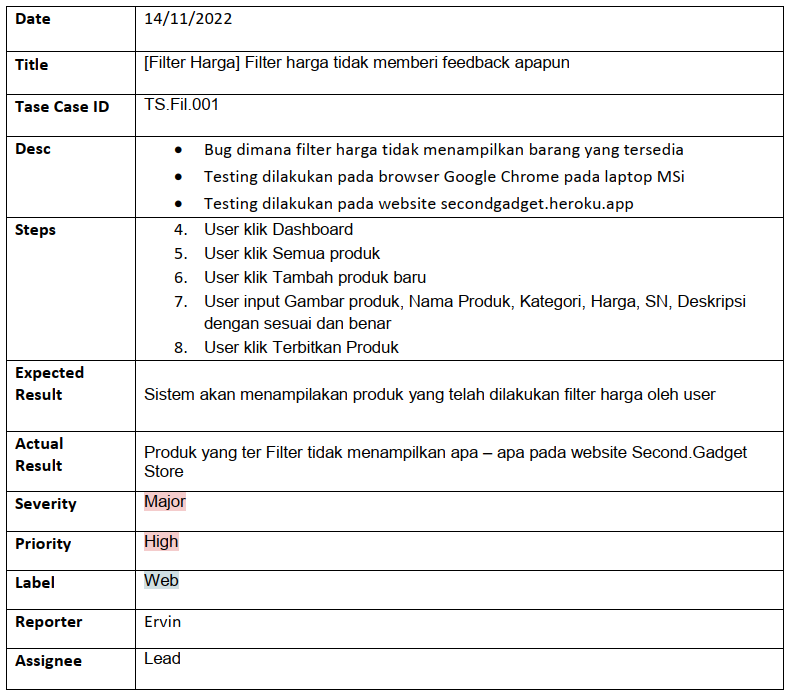 Date 14/11/2022
Title [Filter Harga] Filter harga tidak memberi feedback apapun
Tase Case ID TS.Fil.001
Desc • Bug dimana filter harga tidak menampilkan barang yang tersedia
• Testing dilakukan pada browser Google Chrome pada laptop MSi
• Testing dilakukan pada website secondgadget.heroku.app
Steps 4. User klik Dashboard
5. User klik Semua produk
6. User klik Tambah produk baru
7. User input Gambar produk, Nama Produk, Kategori, Harga, SN, Deskripsi
dengan sesuai dan benar
8. User klik Terbitkan Produk
Expected
Result
Sistem akan menampilakan produk yang telah dilakukan filter harga oleh user
Actual
Result
Produk yang ter Filter tidak menampilkan apa – apa pada website Second.Gadget
Store
Severity Major
Priority High
Label Web
Reporter Ervin
Assignee Lead